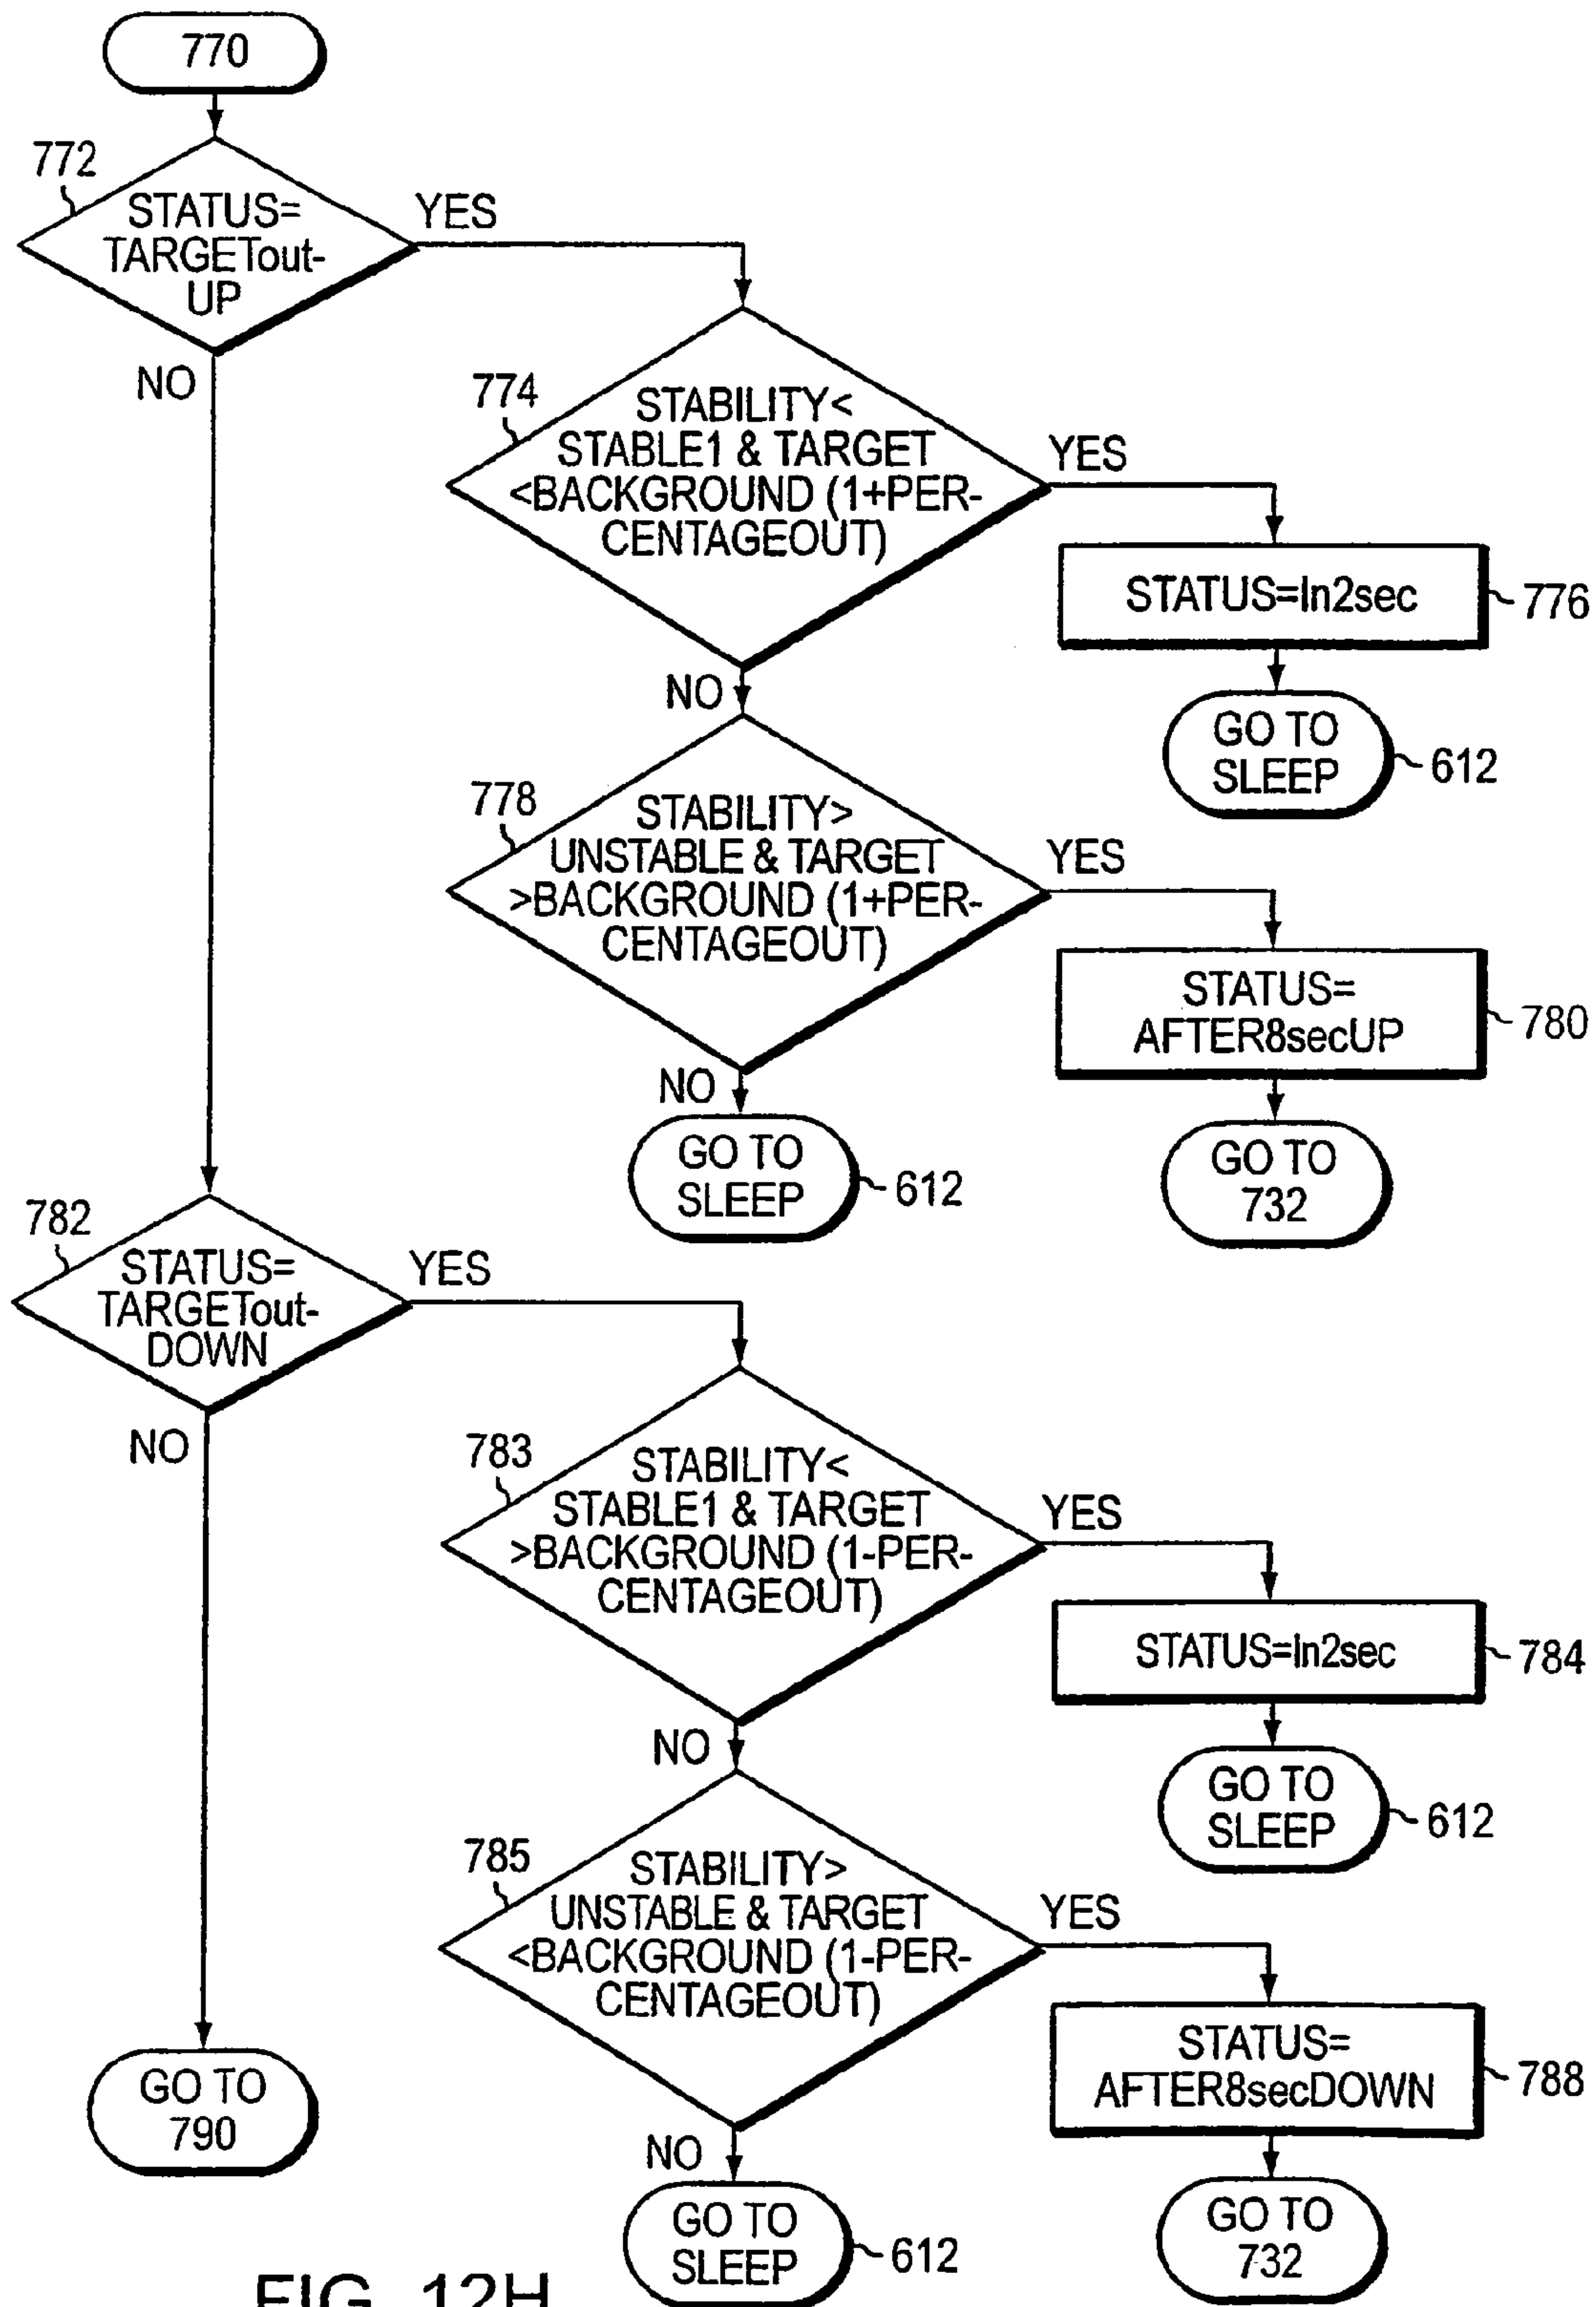 770
772
STATUS=
TARGETout-
UP
YES
NO
774
STABILITY<
STABLE1 & TARGET
<BACKGROUND (1+PER-
CENTAGEOUT)
YES
STATUS=In2sec
776
NO
GO TO
SLEEP
612
778
STABILITY>
UNSTABLE & TARGET
>BACKGROUND (1+PER-
CENTAGEOUT)
YES
STATUS=
AFTER8secUP
780
NO
GO TO
SLEEP
612
GO TO
732
782
STATUS=
TARGETout-
DOWN
YES
NO
783
STABILITY<
STABLE1 & TARGET
>BACKGROUND (1-PER-
CENTAGEOUT)
YES
STATUS=In2sec
784
NO
GO TO
SLEEP
612
785
STABILITY>
UNSTABLE & TARGET
<BACKGROUND (1-PER-
CENTAGEOUT)
YES
STATUS=
AFTER8secDOWN
788
GO TO
790
NO
GO TO
SLEEP
612
GO TO
732
FIG. 12H